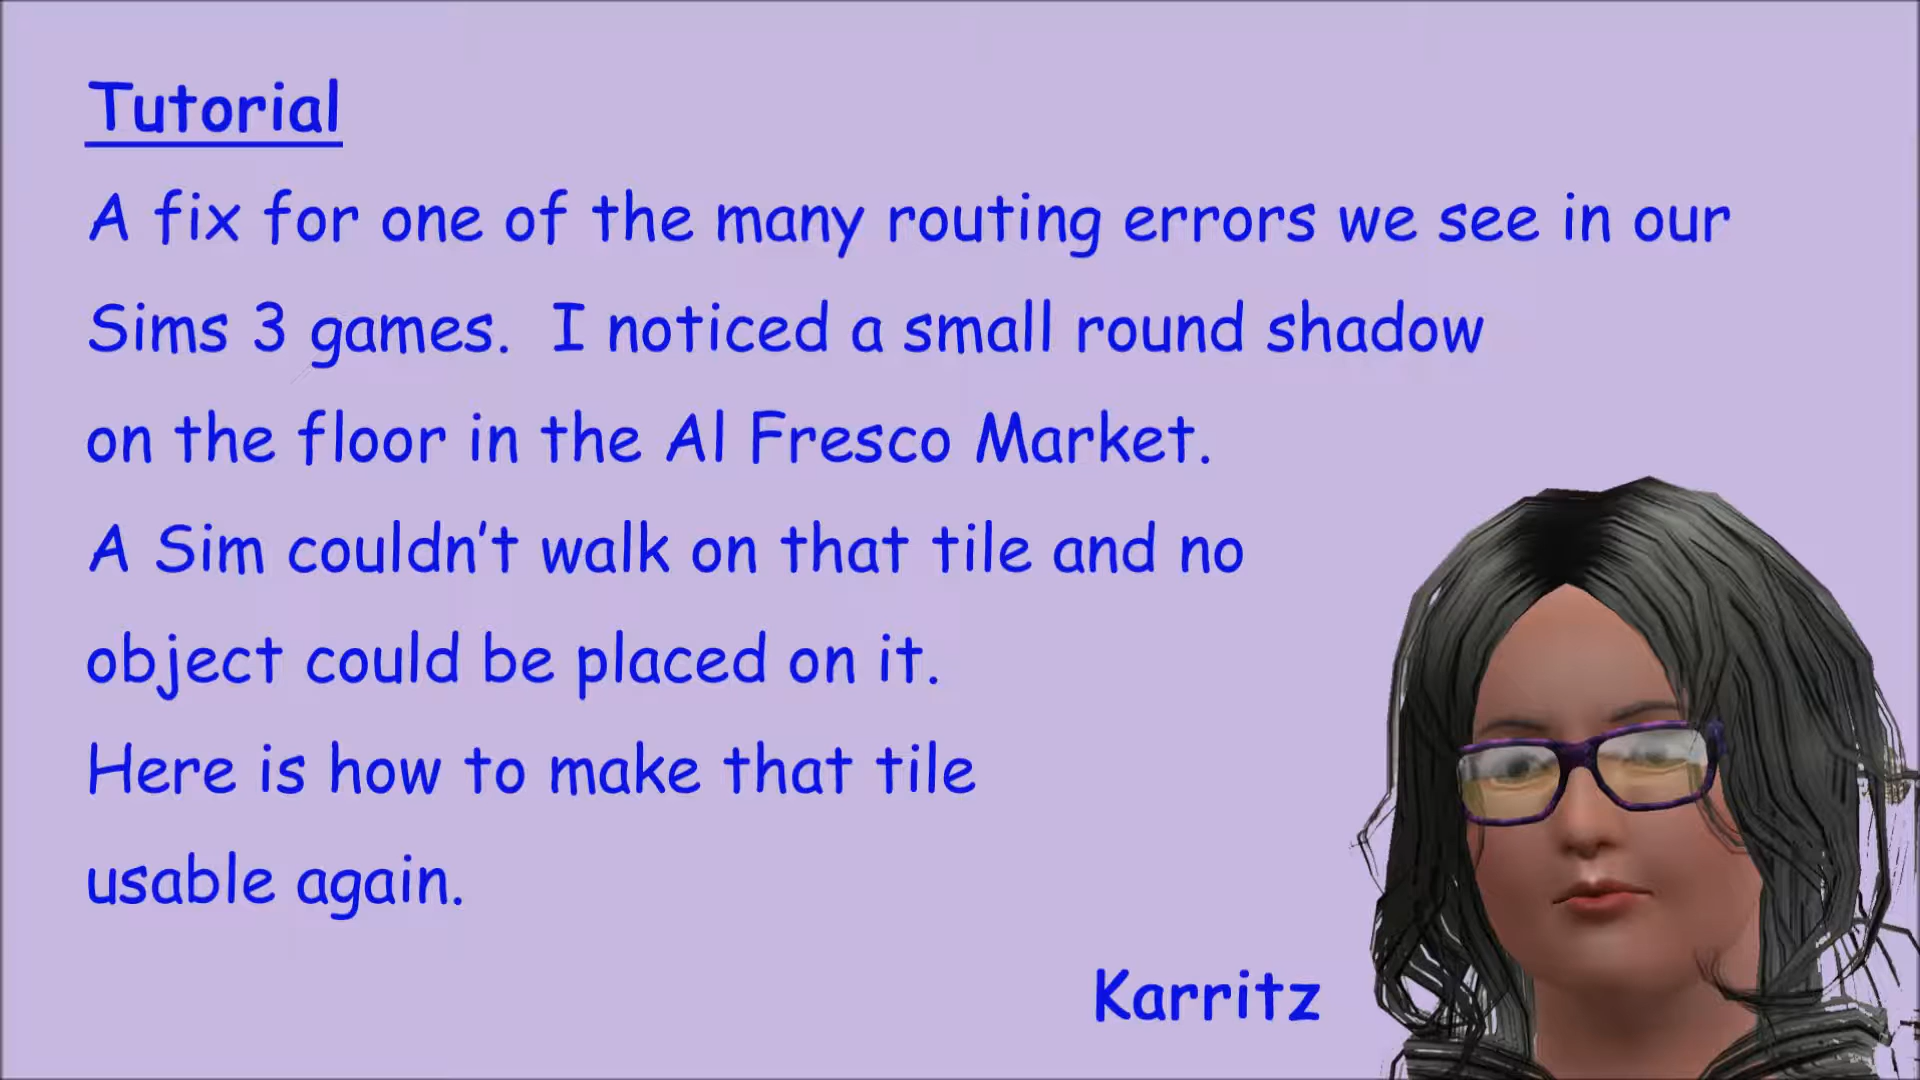 Tutorial
A fix for one of the many routing errors we see in our
Sims 3 games.  I noticed a small round shadow
on the floor in the Al Fresco Market.
A Sim couldn't walk on that tile and no
object could be placed on it.
Here is how to make that tile
usable again.
Karritz